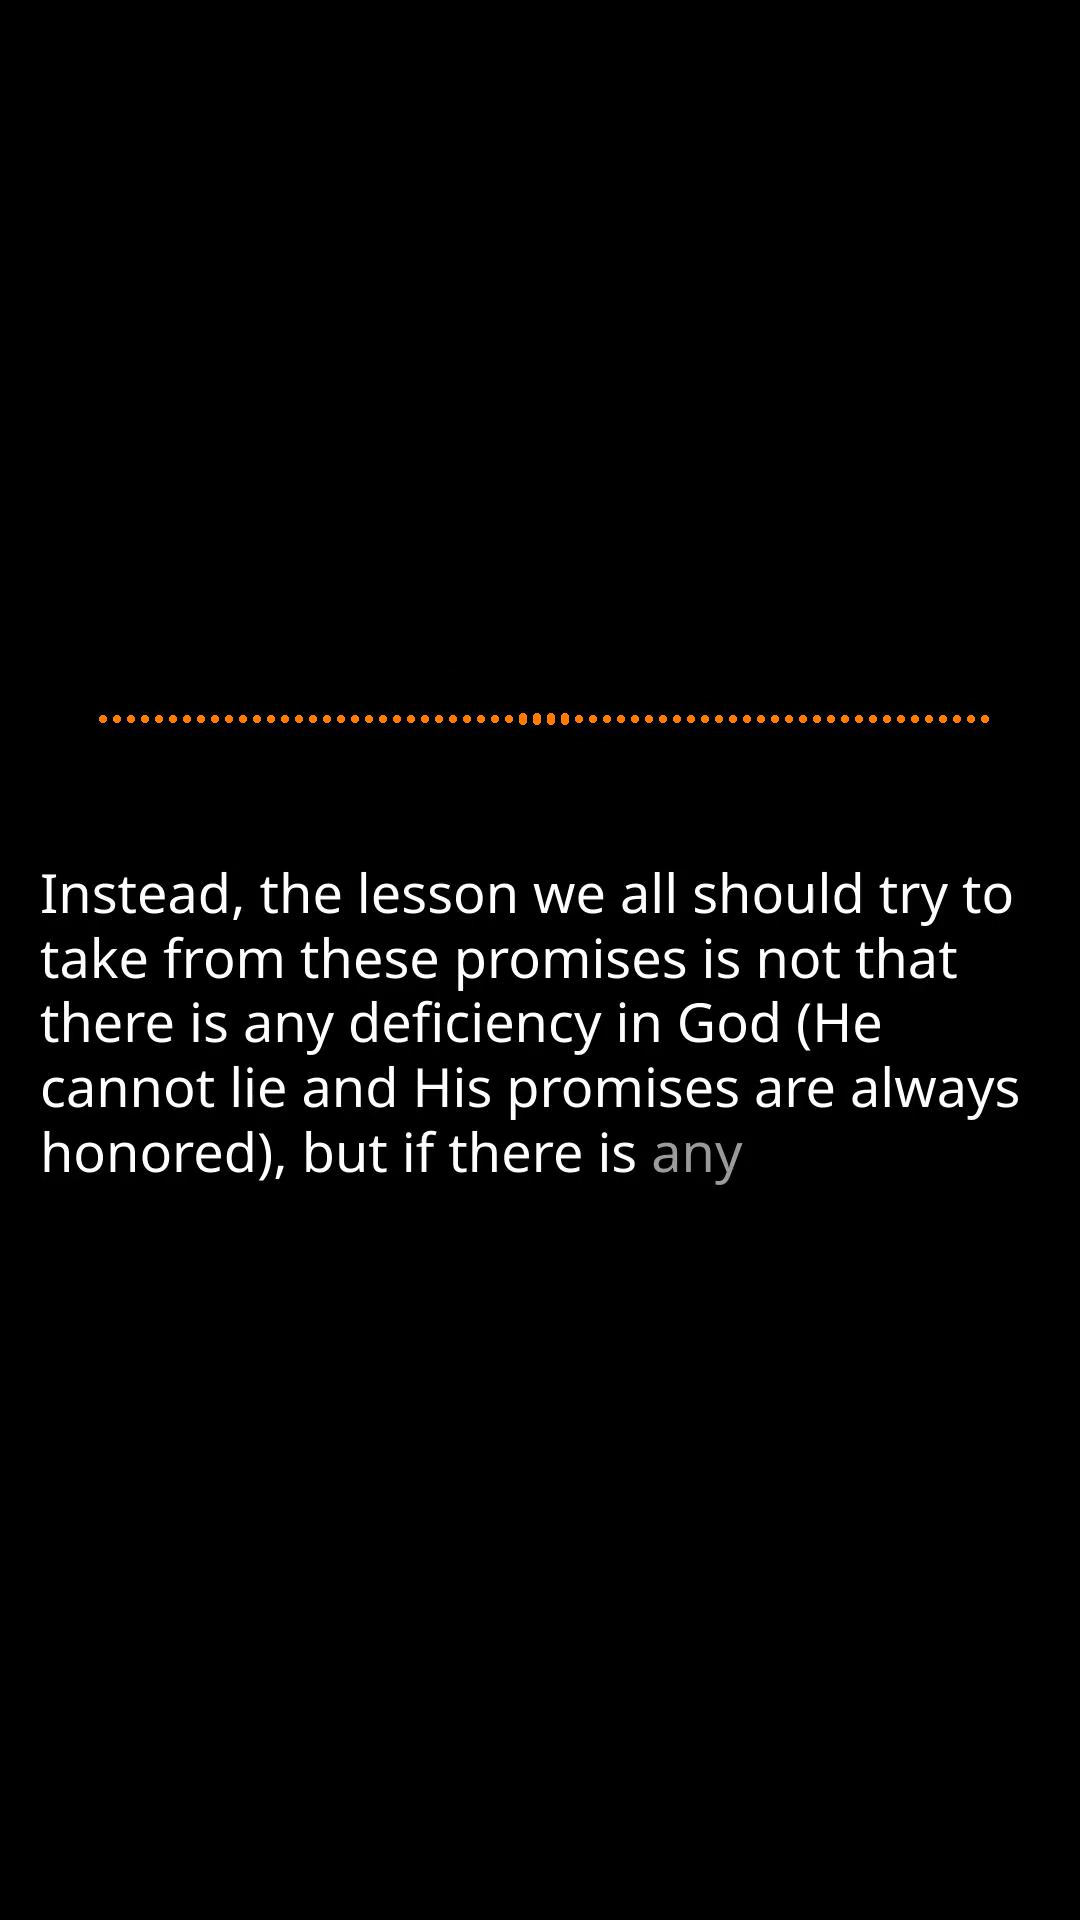 Instead, the lesson we all should try to
take from these promises is not that
there is any deficiency in God (He
cannot lie and His promises are always
honored), but if there is any